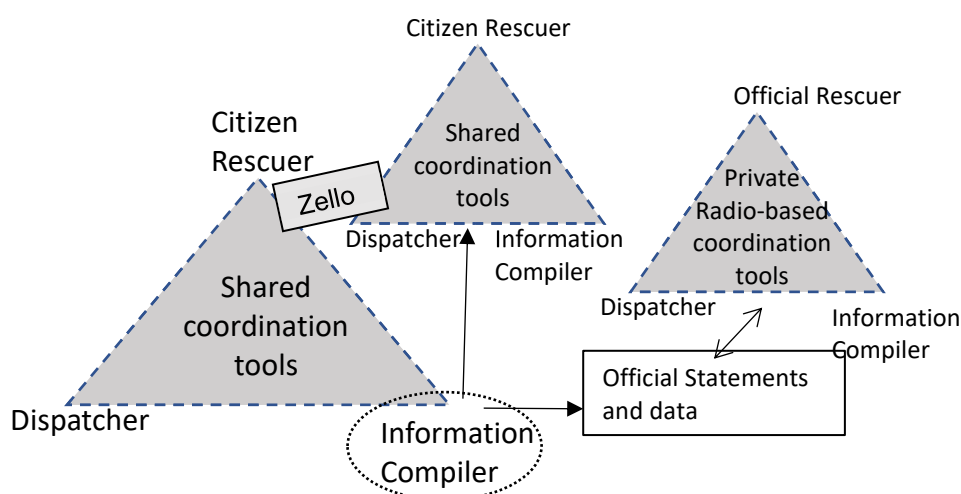 Citizen Rescuer
Official Rescuer
Citizen
Rescuer
Shared
coordination
tools
Zello
Private
Radio-based
coordination
tools
Dispatcher
Information
Compiler
Shared
coordination
tools
Dispatcher
Information
Compiler
Official Statements
and data
Dispatcher
Information
Compiler